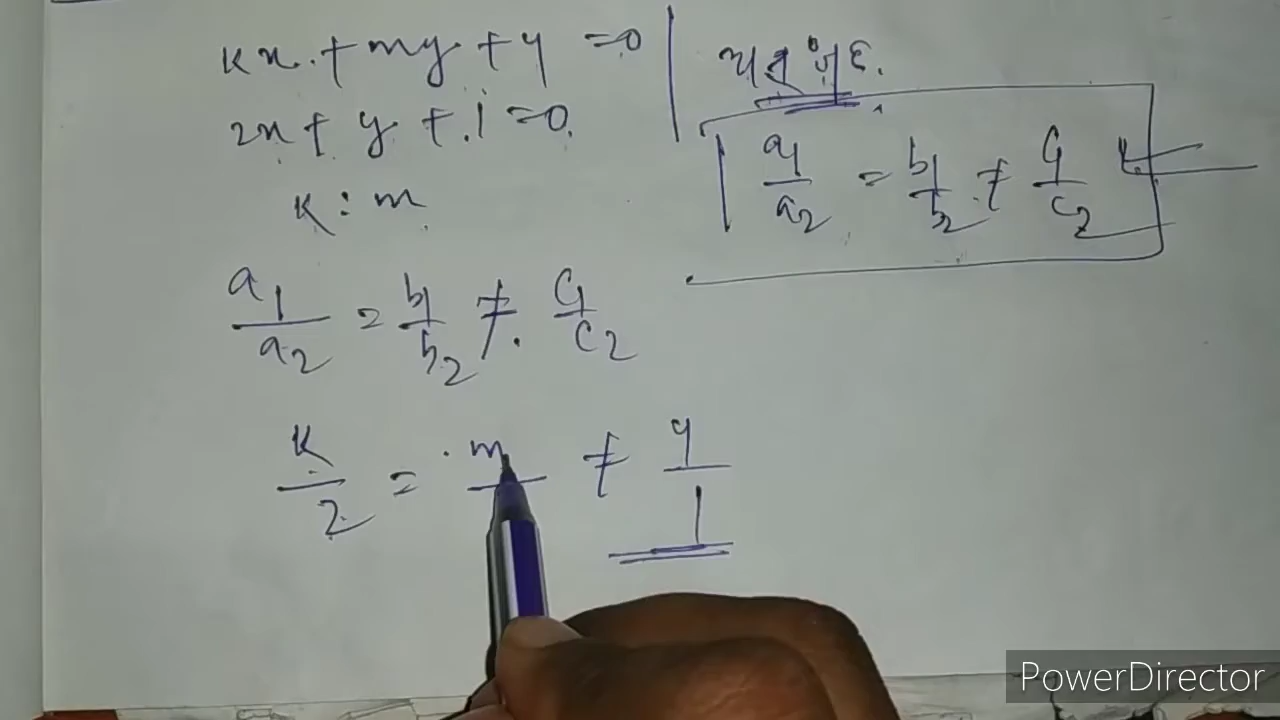 kx + my + 4 = 0
2x + y + 1 = 0
k : m
a1/a2 = b1/b2 ≠ c1/c2
a1/a2 = b1/b2 ≠ c1/c2
k/2 = m/ ≠ 4/1
PowerDirector